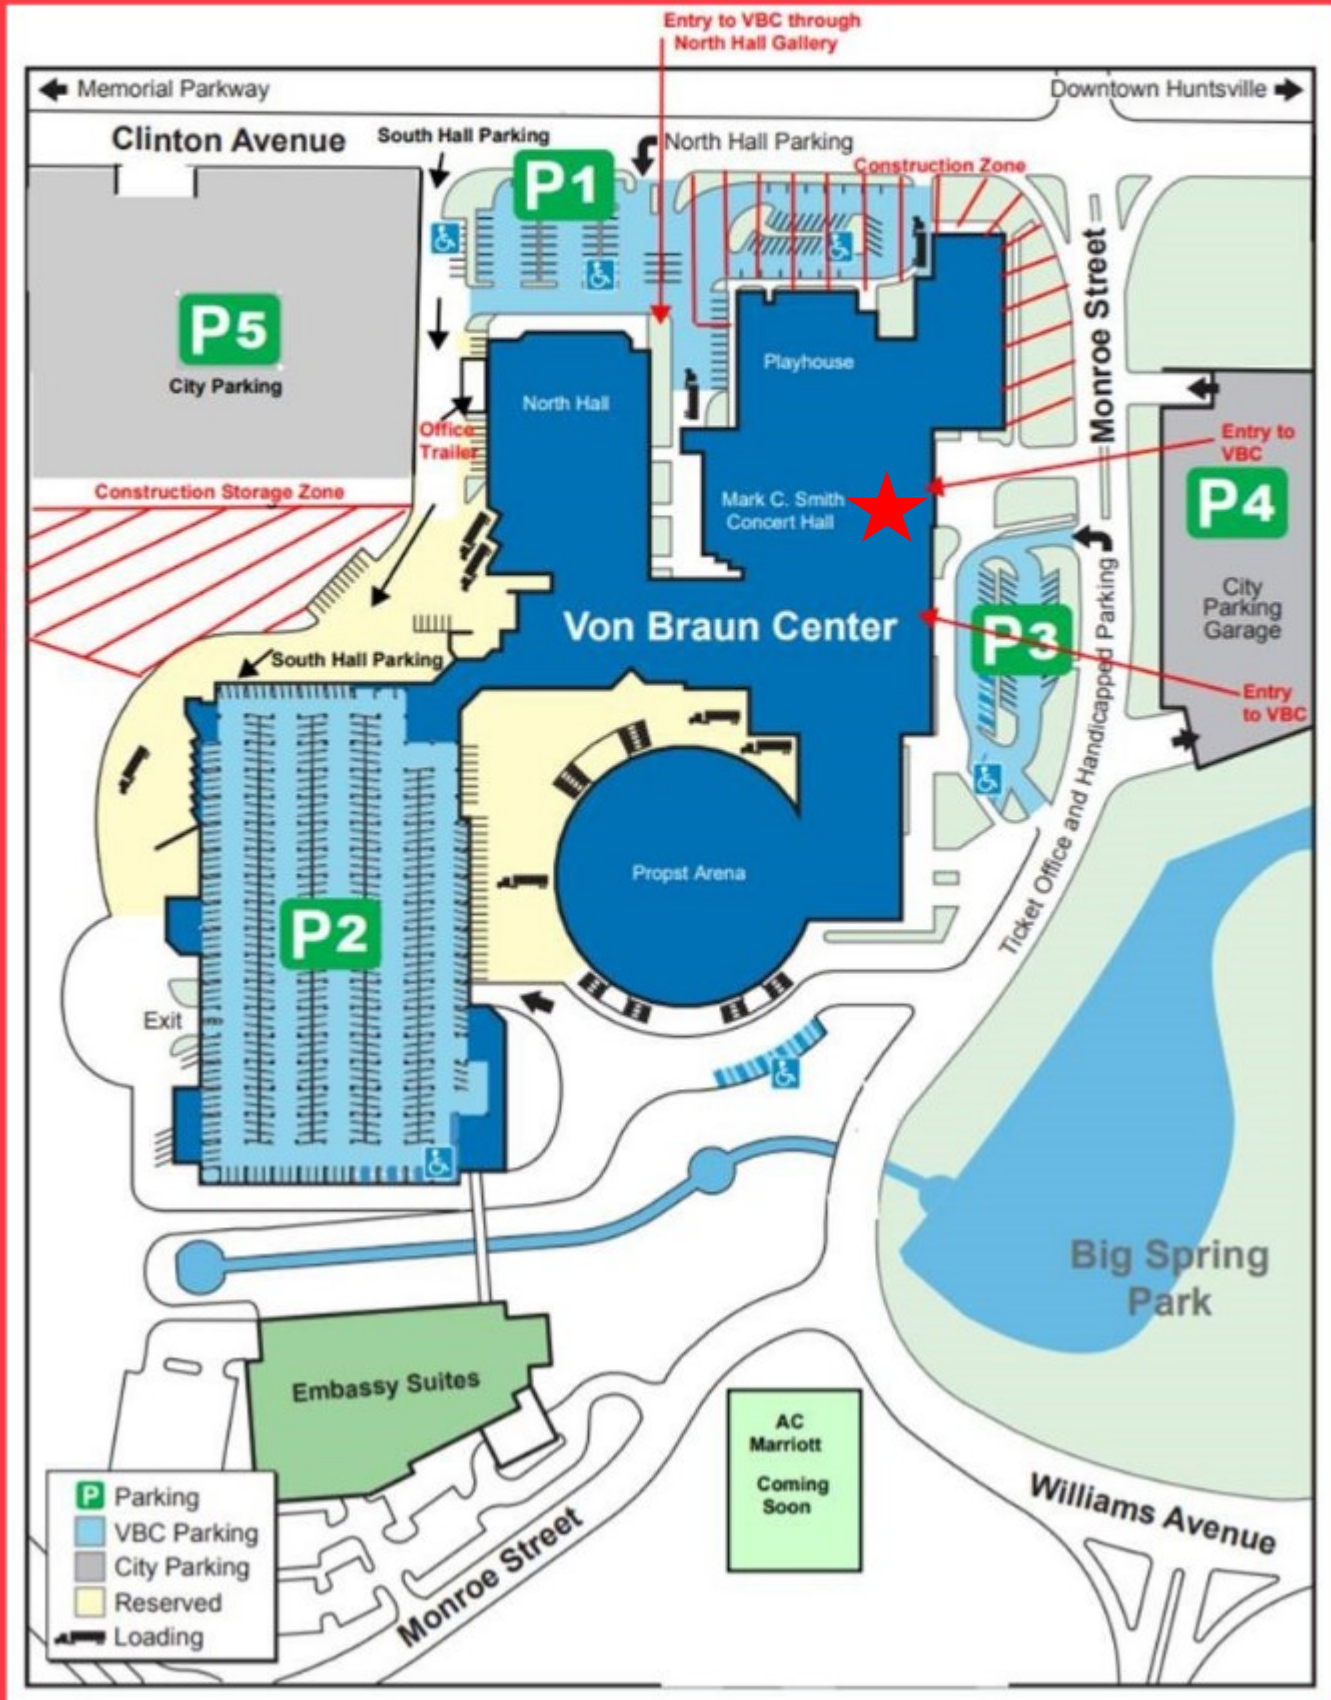 Entry to VBC through
North Hall Gallery
Memorial Parkway
Downtown Huntsville
Clinton Avenue
South Hall Parking
North Hall Parking
P1
Construction Zone
Monroe Street
P5
City Parking
Playhouse
North Hall
Office
Trailer
Entry to
VBC
Construction Storage Zone
Mark C. Smith
Concert Hall
P4
City
Parking
Garage
Von Braun Center
P3
South Hall Parking
Entry
to VBC
Ticket Office and Handicapped Parking
Propst Arena
P2
Exit
Big Spring
Park
Embassy Suites
AC
Marriott
Coming
Soon
Williams Avenue
Monroe Street
P Parking
VBC Parking
City Parking
Reserved
Loading